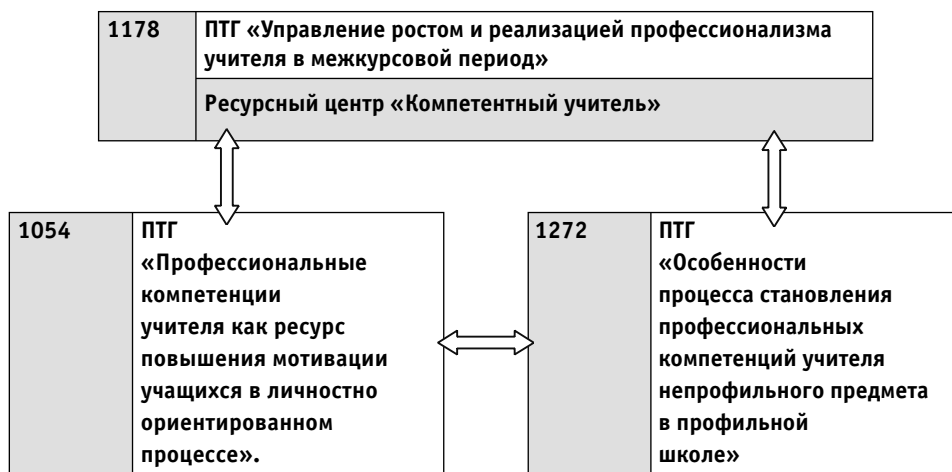 1178
ПТГ «Управление ростом и реализацией профессионализма
учителя в межкурсовой период»
Ресурсный центр «Компетентный учитель»
1054
ПТГ
«Профессиональные
компетенции
учителя как ресурс
повышения мотивации
учащихся в личностно
ориентированном
процессе».
1272
ПТГ
«Особенности
процесса становления
профессиональных
компетенций учителя
непрофильного предмета
в профильной
школе»